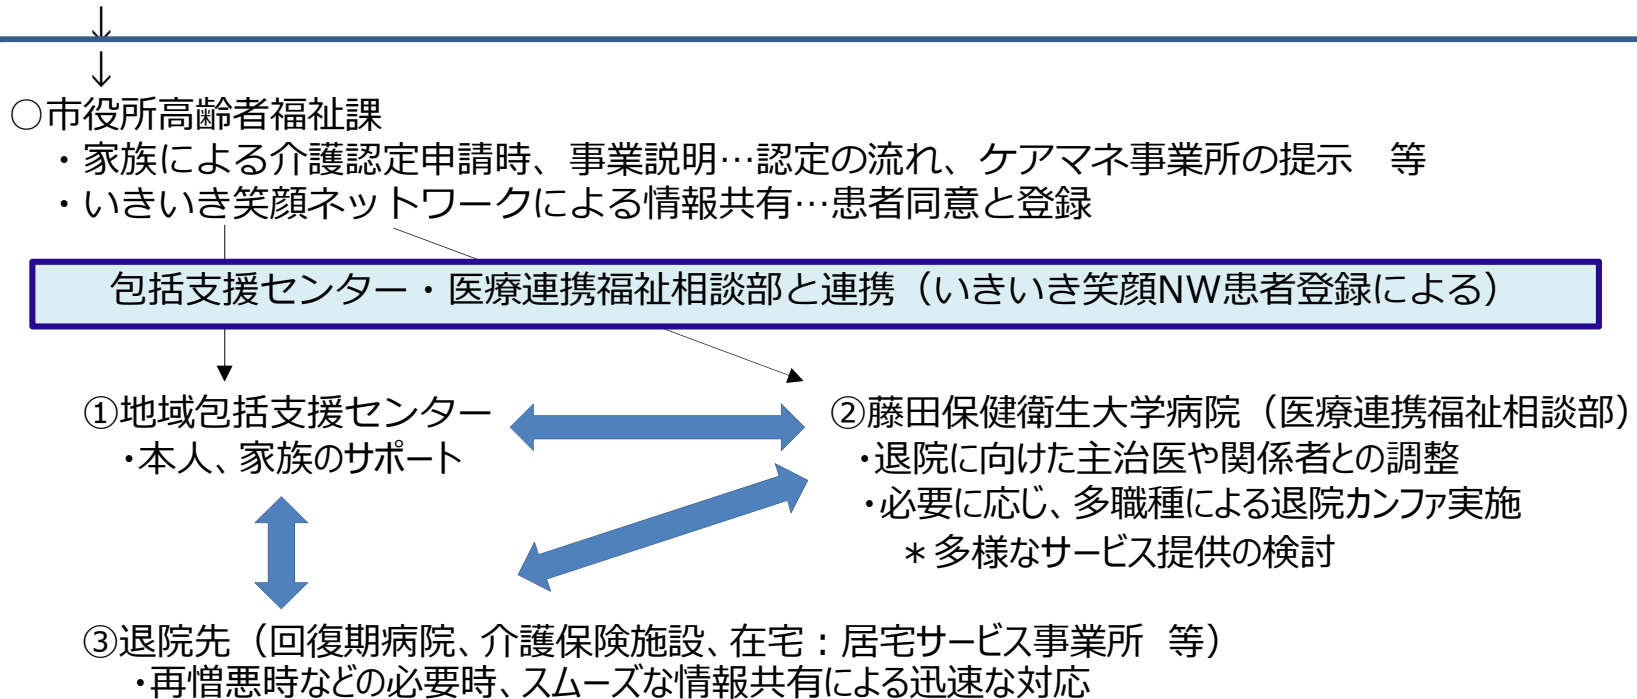 ○市役所高齢者福祉課
・家族による介護認定申請時、事業説明…認定の流れ、ケアマネ事業所の提示　等
・いきいき笑顔ネットワークによる情報共有…患者同意と登録
包括支援センター・医療連携福祉相談部と連携（いきいき笑顔NW患者登録による）
①地域包括支援センター
・本人、家族のサポート
②藤田保健衛生大学病院（医療連携福祉相談部）
・退院に向けた主治医や関係者との調整
・必要に応じ、多職種による退院カンファ実施
＊多様なサービス提供の検討
③退院先（回復期病院、介護保険施設、在宅：居宅サービス事業所　等）
・再憎悪時などの必要時、スムーズな情報共有による迅速な対応